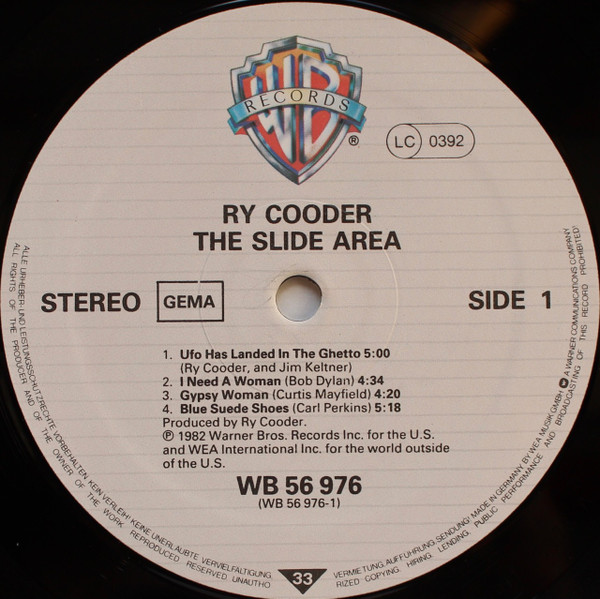 WB
RECORDS
®
LC 0392
RY COODER
THE SLIDE AREA
STEREO GEMA
SIDE 1
1. Ufo Has Landed In The Ghetto 5:00
(Ry Cooder, and Jim Keltner)
2. I Need A Woman (Bob Dylan) 4:34
3. Gypsy Woman (Curtis Mayfield) 4:20
4. Blue Suede Shoes (Carl Perkins) 5:18
Produced by Ry Cooder.
℗ 1982 Warner Bros. Records Inc. for the U.S.
and WEA International Inc. for the world outside
of the U.S.
WB 56 976
(WB 56 976-1)
33
ALLE URHEBER- UND LEISTUNGSSCHUTZRECHTE VORBEHALTEN. KEIN VERLEIH! KEINE UNERLAUBTE VERVIELFÄLTIGUNG,
VERMIETUNG, AUFFÜHRUNG, SENDUNG! MADE IN GERMANY BY WEA MUSIK GMBH A WARNER COMMUNICATIONS COMPANY
ALL RIGHTS OF THE PRODUCER AND OF THE OWNER OF THE WORK REPRODUCED RESERVED. UNAUTHO-
RIZED COPYING, HIRING, LENDING, PUBLIC PERFORMANCE AND BROADCASTING OF THIS RECORD PROHIBITED!